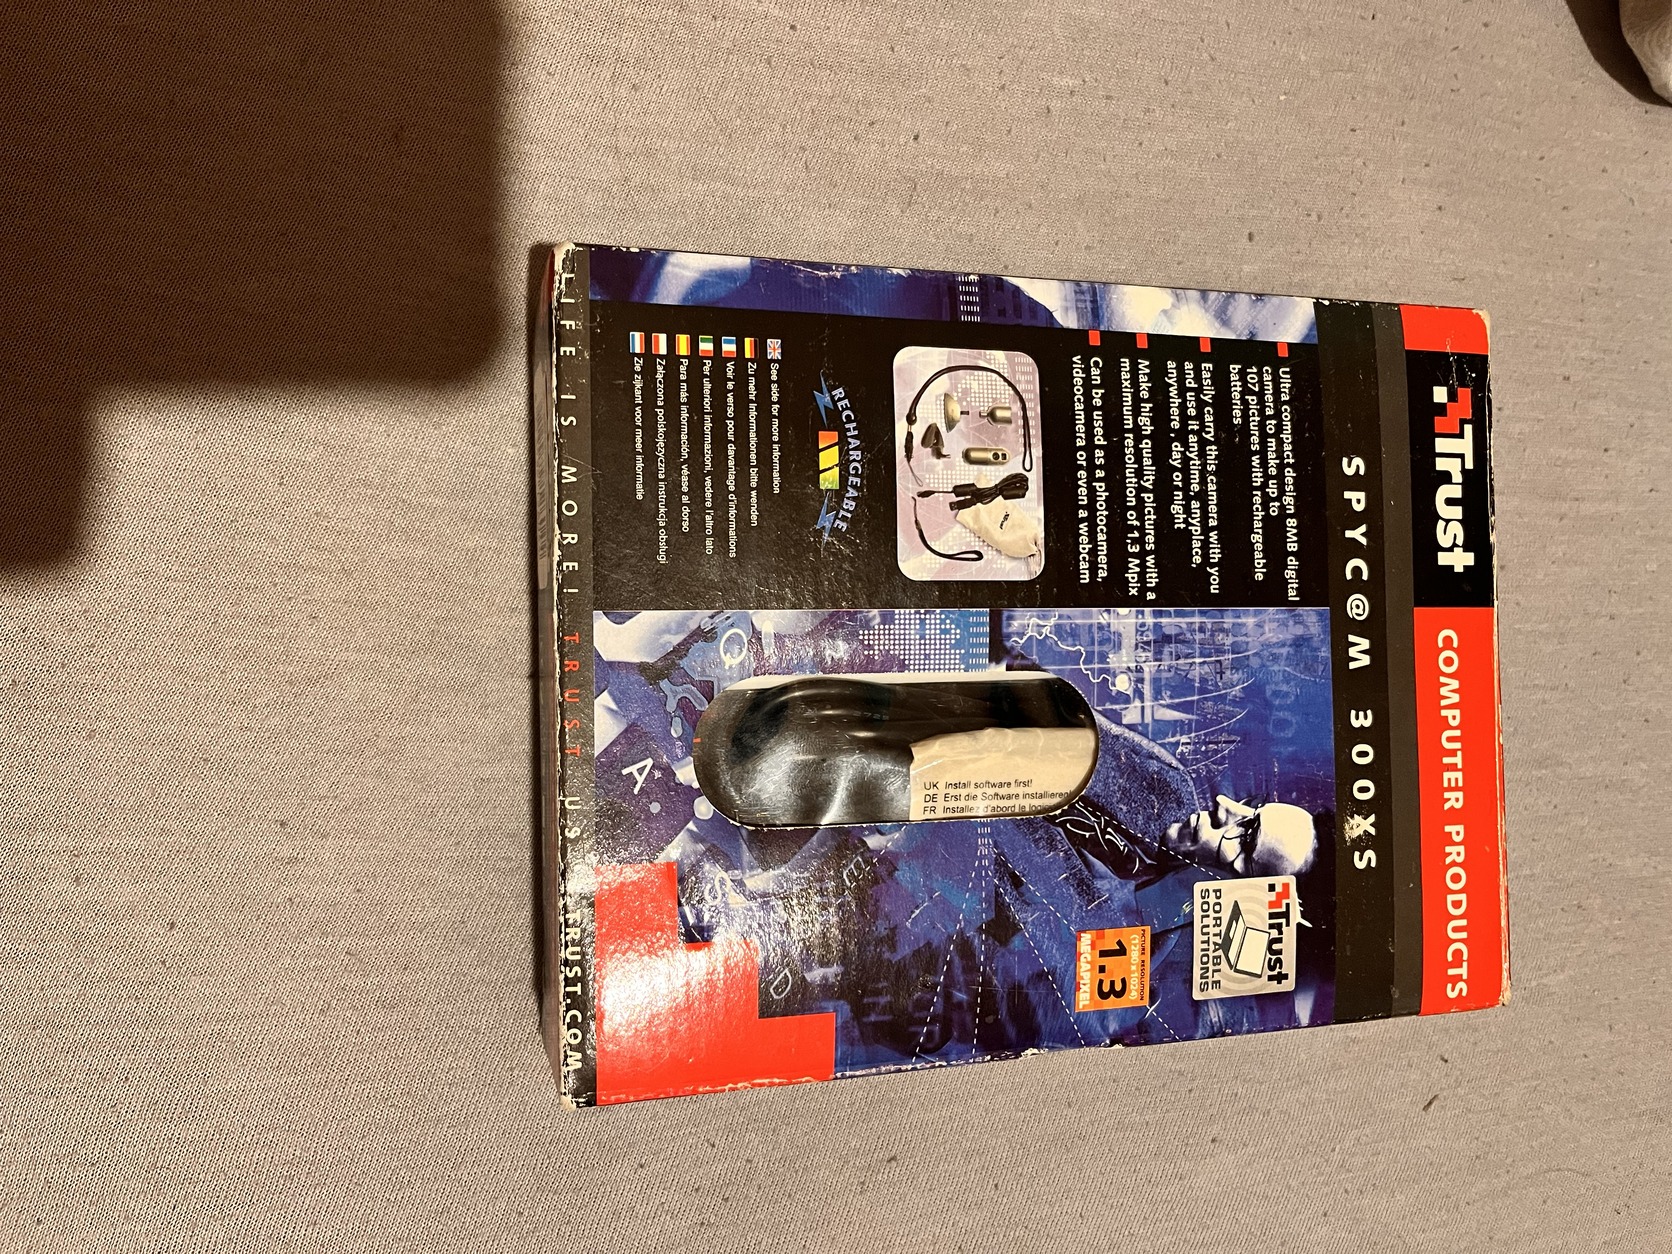 Trust
COMPUTER PRODUCTS
SPYC@M 300XS
Ultra compact design 8MB digital
camera to make up to
107 pictures with rechargeable
batteries
Easily carry this camera with you
and use it anytime, anyplace,
anywhere , day or night
Make high quality pictures with a
maximum resolution of 1,3 Mpix
Can be used as a photocamera,
videocamera or even a webcam
RECHARGEABLE
See side for more information
Zu mehr Informationen bitte wenden
Voir le verso pour davantage d'informations
Per ulteriori informazioni, vedere l'altro lato
Para más información, véase al dorso
Załączona polskojęzyczna instrukcja obsługi
Zie zijkant voor meer informatie
Trust
PORTABLE
SOLUTIONS
PICTURE RESOLUTION
(1280 x 1024)
1.3
MEGAPIXEL
UK Install software first!
DE Erst die Software installieren!
FR Installez d'abord le
Q
A
S
E
D
LIFE IS MORE! TRUST US TRUST.COM